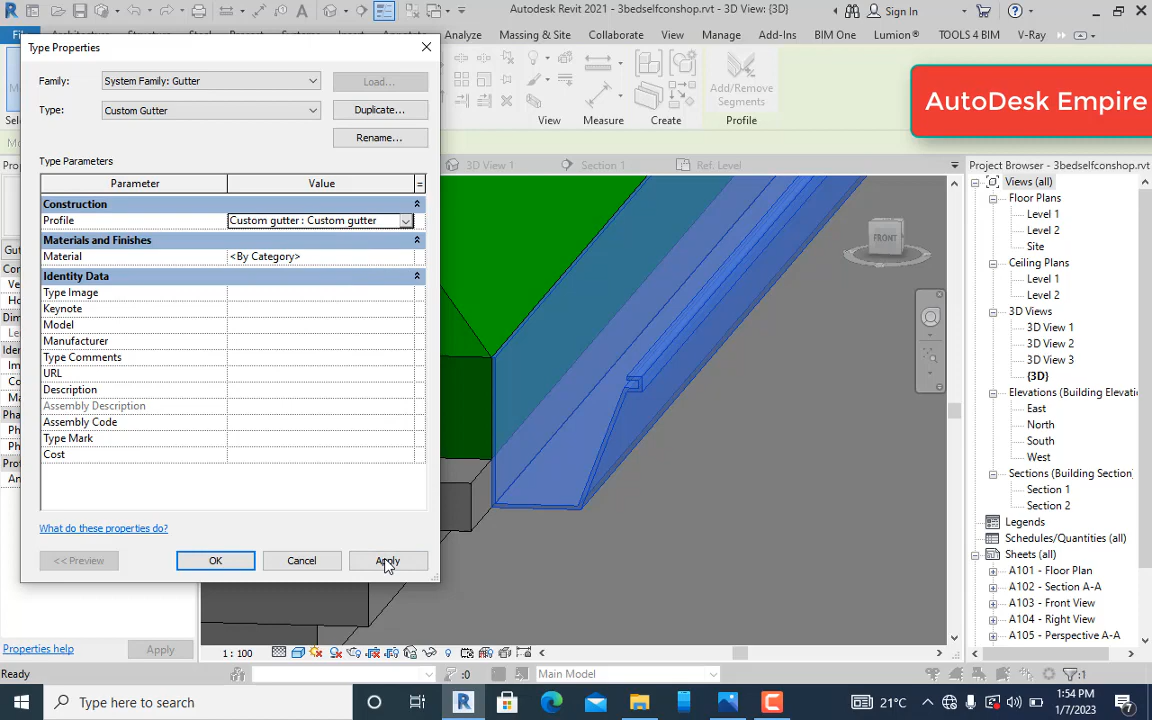 Autodesk Revit 2021 - 3bedselfconshop.rvt - 3D View: {3D}
Sign In
Analyze Massing & Site Collaborate View Manage Add-Ins BIM One Lumion® TOOLS 4 BIM V-Ray
Type Properties
Family: System Family: Gutter Load...
Type: Custom Gutter Duplicate...
Rename...
Type Parameters
Parameter Value =
Construction
Profile Custom gutter : Custom gutter
Materials and Finishes
Material <By Category>
Identity Data
Type Image
Keynote
Model
Manufacturer
Type Comments
URL
Description
Assembly Description
Assembly Code
Type Mark
Cost
What do these properties do?
<< Preview OK Cancel Apply
View Measure Create
Add/Remove
Segments
Profile
AutoDesk Empire
3D View 1 Section 1 Ref. Level
FRONT
Project Browser - 3bedselfconshop.rvt
Views (all)
Floor Plans
Level 1
Level 2
Site
Ceiling Plans
Level 1
Level 2
3D Views
3D View 1
3D View 2
3D View 3
{3D}
Elevations (Building Elevati
East
North
South
West
Sections (Building Section)
Section 1
Section 2
Legends
Schedules/Quantities (all)
Sheets (all)
A101 - Floor Plan
A102 - Section A-A
A103 - Front View
A104 - Right View
A105 - Perspective A-A
Properties help Apply
1 : 100
Ready :0 Main Model :1
Type here to search
21°C
1:54 PM
1/7/2023
7